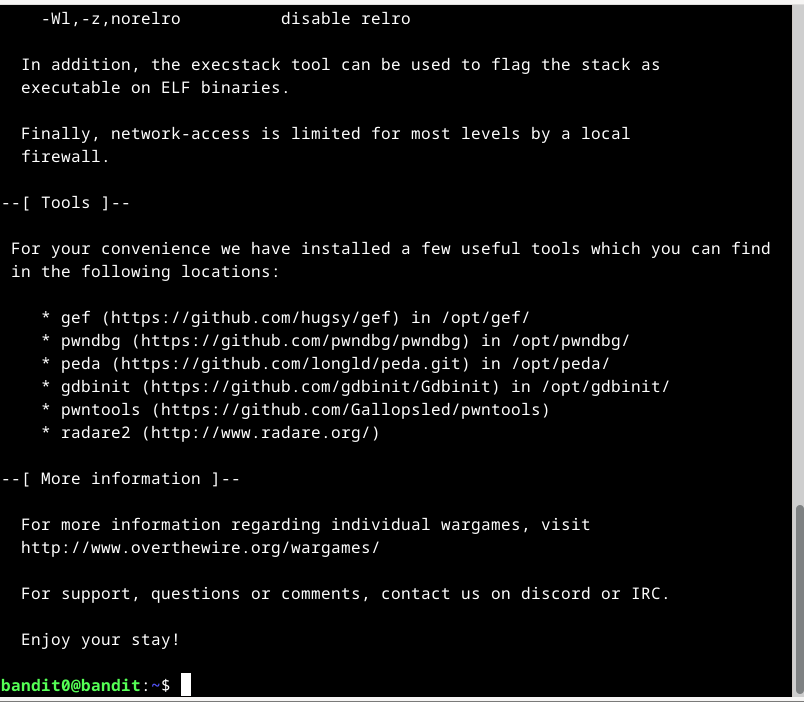 -Wl,-z,norelro          disable relro
In addition, the execstack tool can be used to flag the stack as
executable on ELF binaries.
Finally, network-access is limited for most levels by a local
firewall.
--[ Tools ]--
For your convenience we have installed a few useful tools which you can find
in the following locations:
* gef (https://github.com/hugsy/gef) in /opt/gef/
* pwndbg (https://github.com/pwndbg/pwndbg) in /opt/pwndbg/
* peda (https://github.com/longld/peda.git) in /opt/peda/
* gdbinit (https://github.com/gdbinit/Gdbinit) in /opt/gdbinit/
* pwntools (https://github.com/Gallopsled/pwntools)
* radare2 (http://www.radare.org/)
--[ More information ]--
For more information regarding individual wargames, visit
http://www.overthewire.org/wargames/
For support, questions or comments, contact us on discord or IRC.
Enjoy your stay!
bandit0@bandit:~$